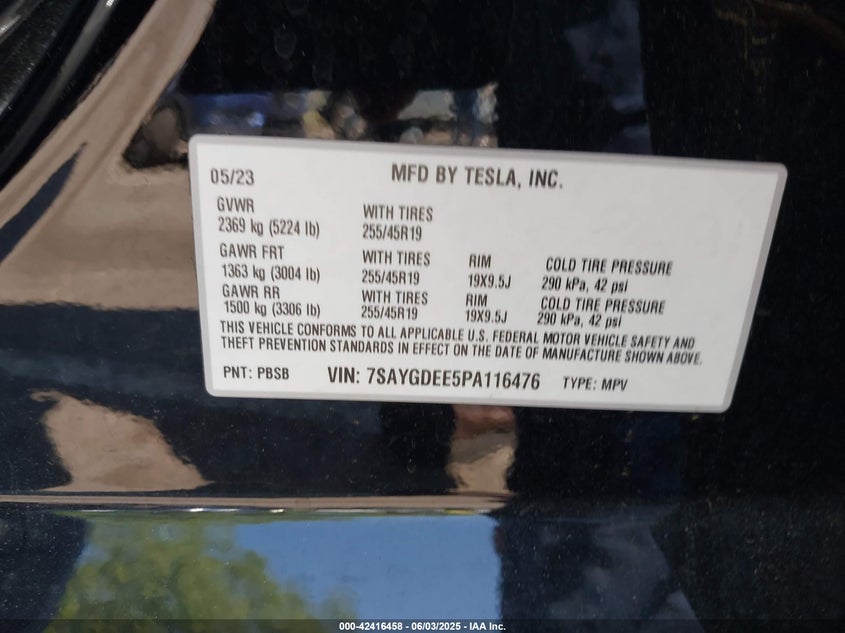 05/23 MFD BY TESLA, INC.
GVWR WITH TIRES
2369 kg (5224 lb) 255/45R19
GAWR FRT WITH TIRES RIM COLD TIRE PRESSURE
1363 kg (3004 lb) 255/45R19 19X9.5J 290 kPa, 42 psi
GAWR RR WITH TIRES RIM COLD TIRE PRESSURE
1500 kg (3306 lb) 255/45R19 19X9.5J 290 kPa, 42 psi
THIS VEHICLE CONFORMS TO ALL APPLICABLE U.S. FEDERAL MOTOR VEHICLE SAFETY AND
THEFT PREVENTION STANDARDS IN EFFECT ON THE DATE OF MANUFACTURE SHOWN ABOVE.
PNT: PBSB VIN: 7SAYGDEE5PA116476 TYPE: MPV
000-42416458 - 06/03/2025 - IAA Inc.